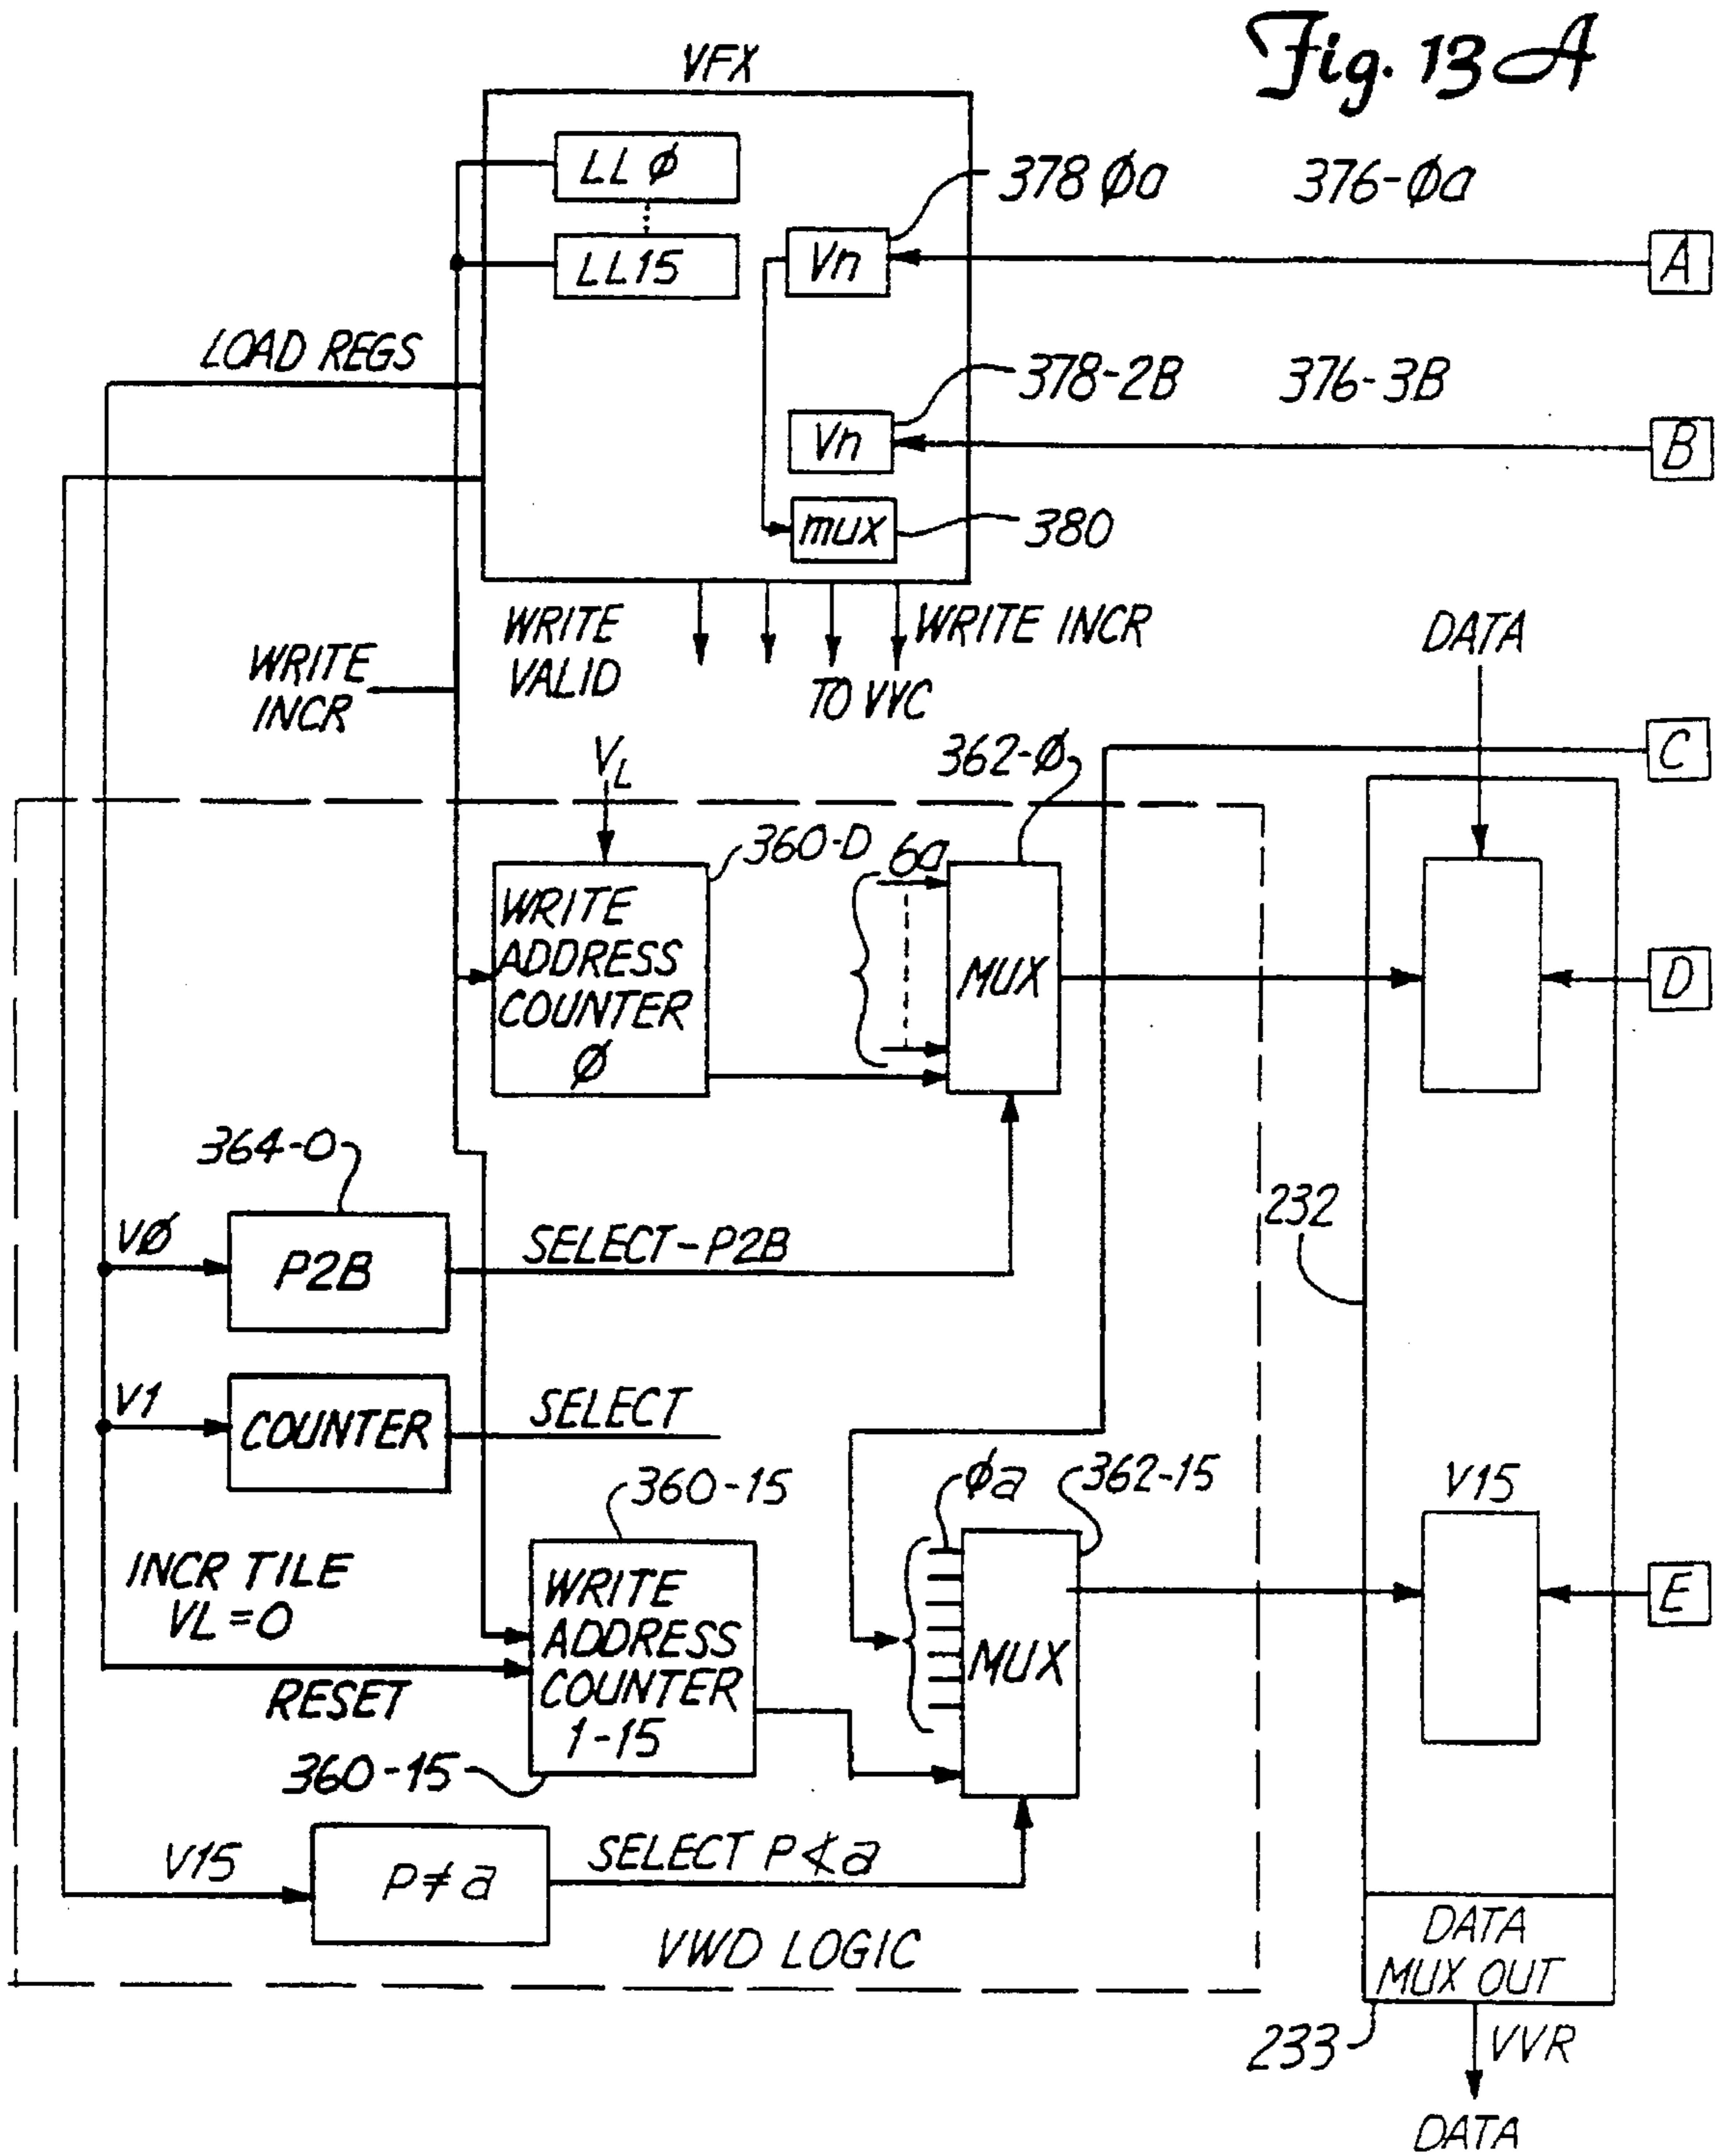 Fig. 13A
VFX
LL Ø
LL15
Vn
378Øa
376-Øa
A
LOAD REGS
378-2B
376-3B
Vn
B
mux
380
WRITE
VALID
WRITE INCR
TO VVC
WRITE
INCR
DATA
VL
362-Ø
C
360-D
6a
WRITE
ADDRESS
COUNTER
Ø
MUX
D
364-0
VØ
P2B
SELECT-P2B
232
V1
COUNTER
SELECT
360-15
Øa
362-15
V15
INCR TILE
VL=0
WRITE
ADDRESS
COUNTER
1-15
MUX
E
RESET
360-15
V15
P≠a
SELECT P∢a
VWD LOGIC
DATA
MUX OUT
233
VVR
DATA